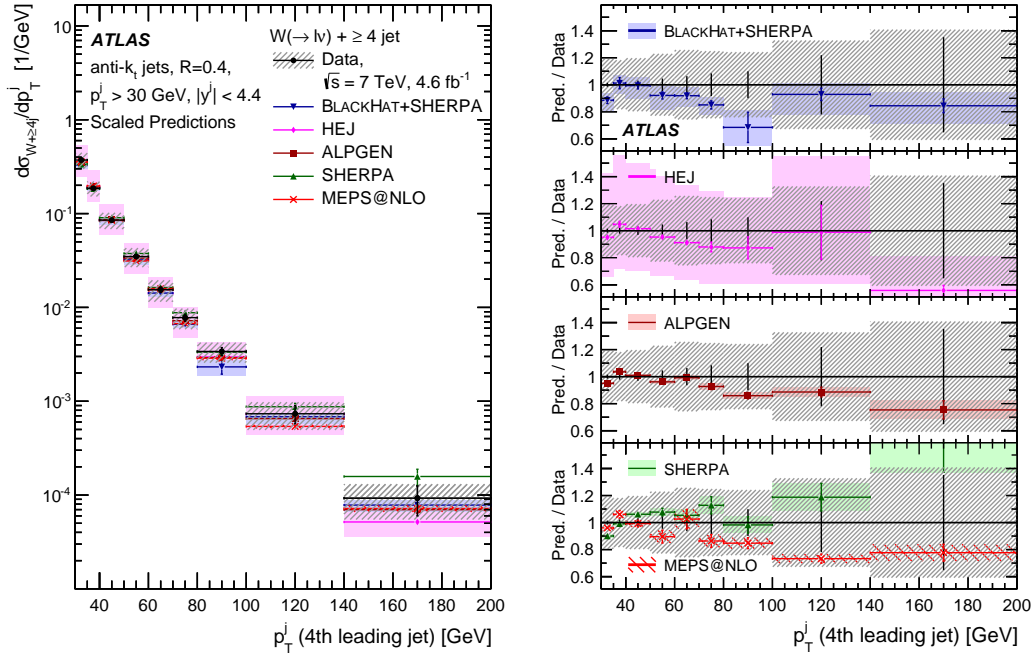 dσ_{W+≥4j}/dp_T^j [1/GeV]
10
1
10^{-1}
10^{-2}
10^{-3}
10^{-4}
ATLAS
anti-k_t jets, R=0.4,
p_T^j > 30 GeV, |y^j| < 4.4
Scaled Predictions
W(→ lν) + ≥ 4 jet
Data,
√s = 7 TeV, 4.6 fb^{-1}
BLACKHAT+SHERPA
HEJ
ALPGEN
SHERPA
MEPS@NLO
40 60 80 100 120 140 160 180 200
p_T^j (4th leading jet) [GeV]
Pred. / Data
1.4
1.2
1
0.8
0.6
BLACKHAT+SHERPA
ATLAS
Pred. / Data
1.4
1.2
1
0.8
0.6
HEJ
Pred. / Data
1.4
1.2
1
0.8
0.6
ALPGEN
Pred. / Data
1.4
1.2
1
0.8
0.6
SHERPA
MEPS@NLO
40 60 80 100 120 140 160 180 200
p_T^j (4th leading jet) [GeV]